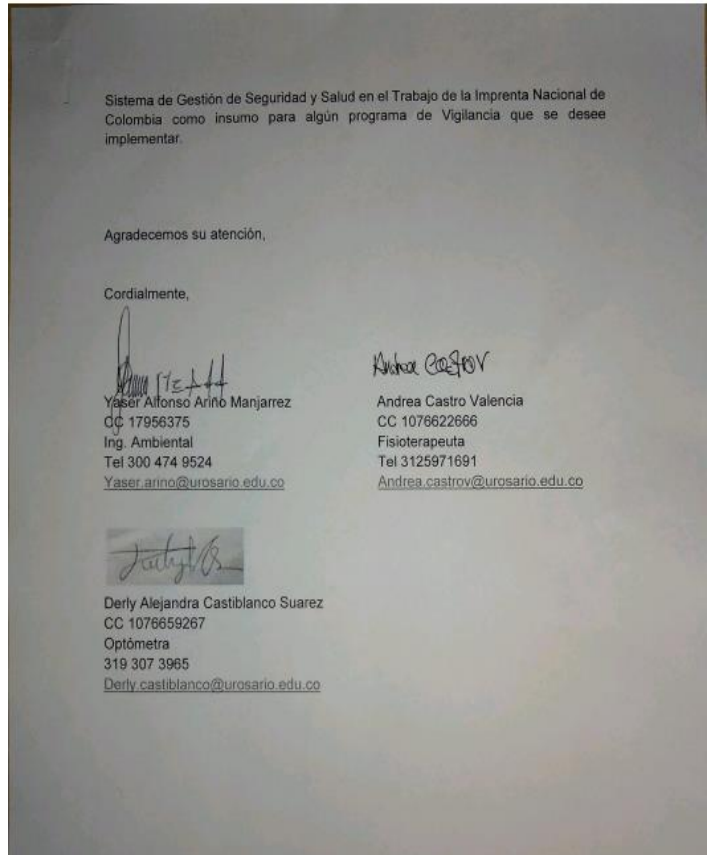 Sistema de Gestión de Seguridad y Salud en el Trabajo de la Imprenta Nacional de
Colombia como insumo para algún programa de Vigilancia que se desee
implementar.
Agradecemos su atención,
Cordialmente,
Yaser Alfonso Ariño Manjarrez
CC 17956375
Ing. Ambiental
Tel 300 474 9524
Yaser.arino@urosario.edu.co
Andrea Castro V
Andrea Castro Valencia
CC 1076622666
Fisioterapeuta
Tel 3125971691
Andrea.castrov@urosario.edu.co
Derly Alejandra Castiblanco Suarez
CC 1076659267
Optómetra
319 307 3965
Derly.castiblanco@urosario.edu.co